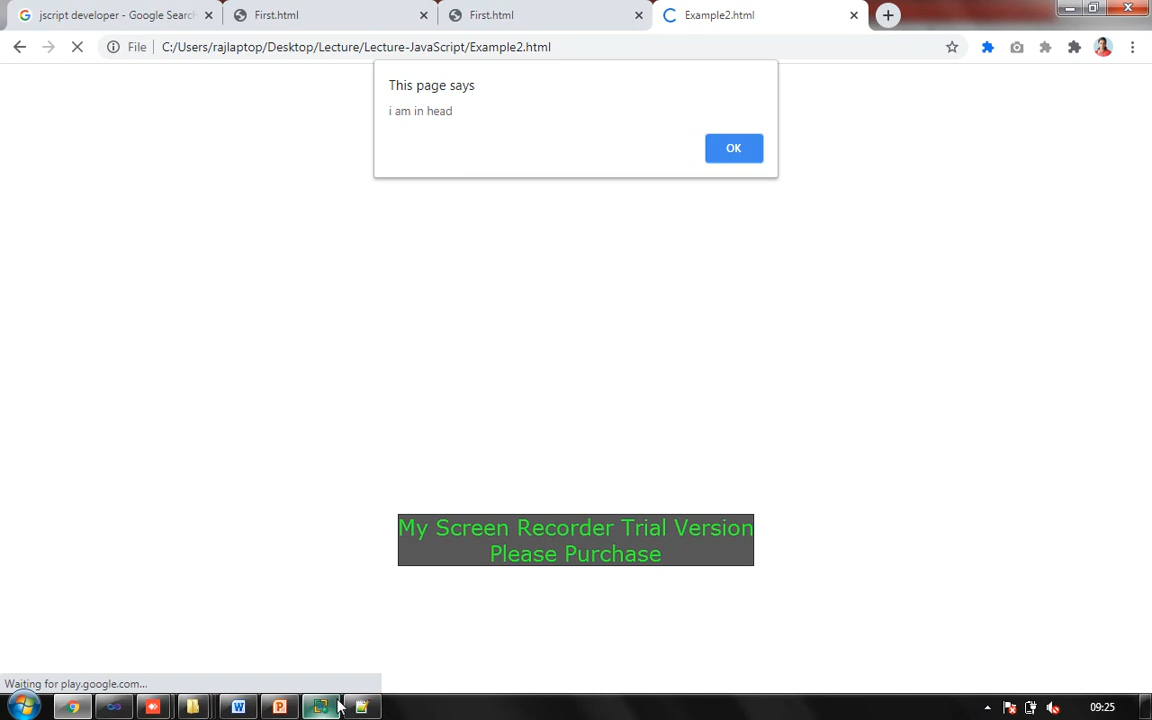 jscript developer - Google Searc
First.html
First.html
Example2.html
File
C:/Users/rajlaptop/Desktop/Lecture/Lecture-JavaScript/Example2.html
This page says
i am in head
OK
My Screen Recorder Trial Version
Please Purchase
Waiting for play.google.com...
09:25